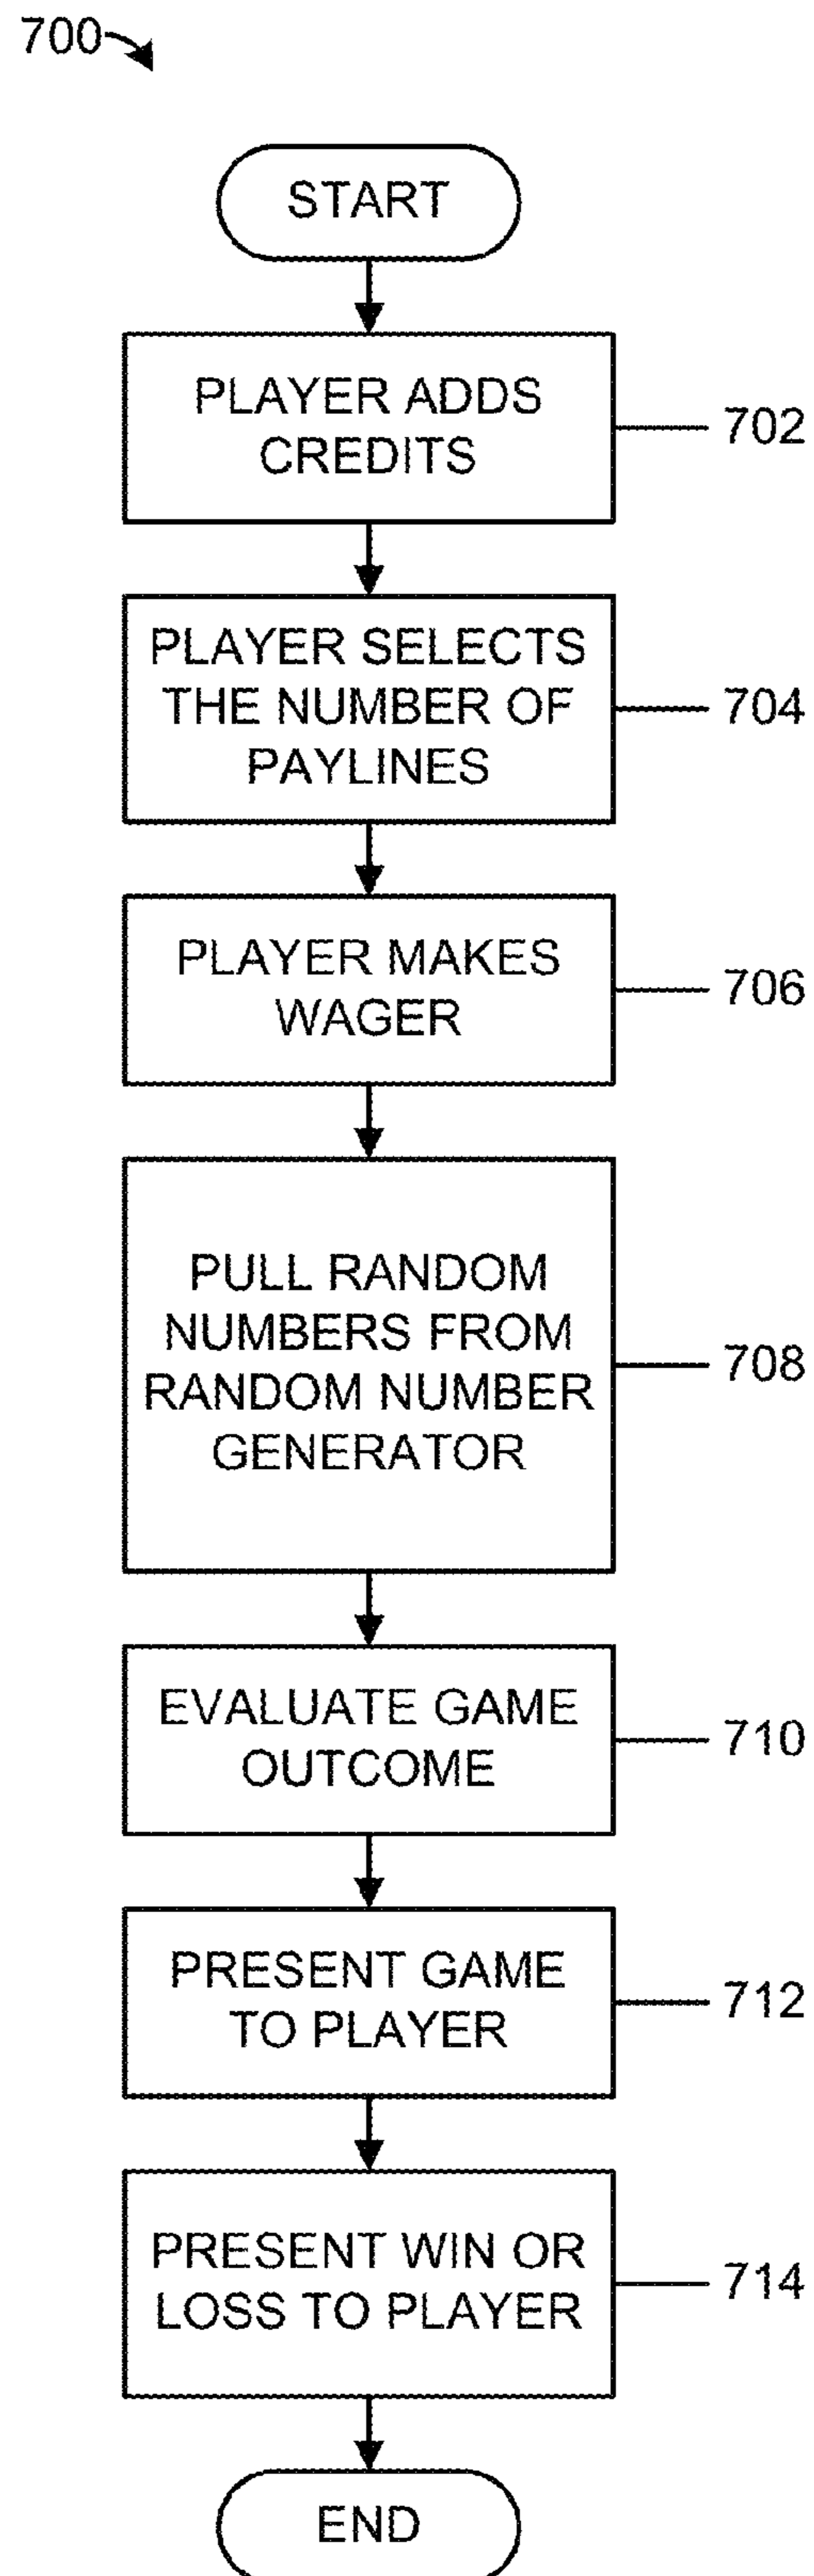 700
START
PLAYER ADDS
CREDITS
702
PLAYER SELECTS
THE NUMBER OF
PAYLINES
704
PLAYER MAKES
WAGER
706
PULL RANDOM
NUMBERS FROM
RANDOM NUMBER
GENERATOR
708
EVALUATE GAME
OUTCOME
710
PRESENT GAME
TO PLAYER
712
PRESENT WIN OR
LOSS TO PLAYER
714
END